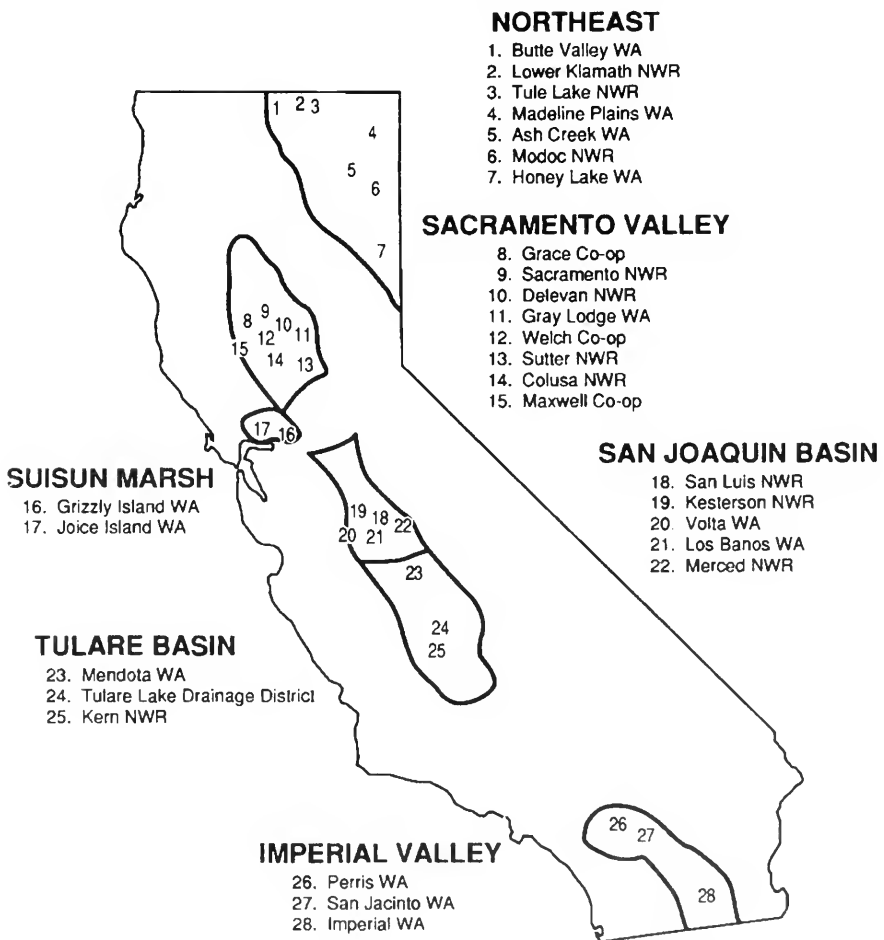 NORTHEAST
1. Butte Valley WA
2. Lower Klamath NWR
3. Tule Lake NWR
4. Madeline Plains WA
5. Ash Creek WA
6. Modoc NWR
7. Honey Lake WA
1 2 3
4
5
6
7
SACRAMENTO VALLEY
8. Grace Co-op
9. Sacramento NWR
10. Delevan NWR
11. Gray Lodge WA
12. Welch Co-op
13. Sutter NWR
14. Colusa NWR
15. Maxwell Co-op
8 9 10 11
12
15 14 13
17 16
SUISUN MARSH
16. Grizzly Island WA
17. Joice Island WA
SAN JOAQUIN BASIN
18. San Luis NWR
19. Kesterson NWR
20. Volta WA
21. Los Banos WA
22. Merced NWR
19 18 22
20 21
23
24
25
TULARE BASIN
23. Mendota WA
24. Tulare Lake Drainage District
25. Kern NWR
26 27
28
IMPERIAL VALLEY
26. Perris WA
27. San Jacinto WA
28. Imperial WA